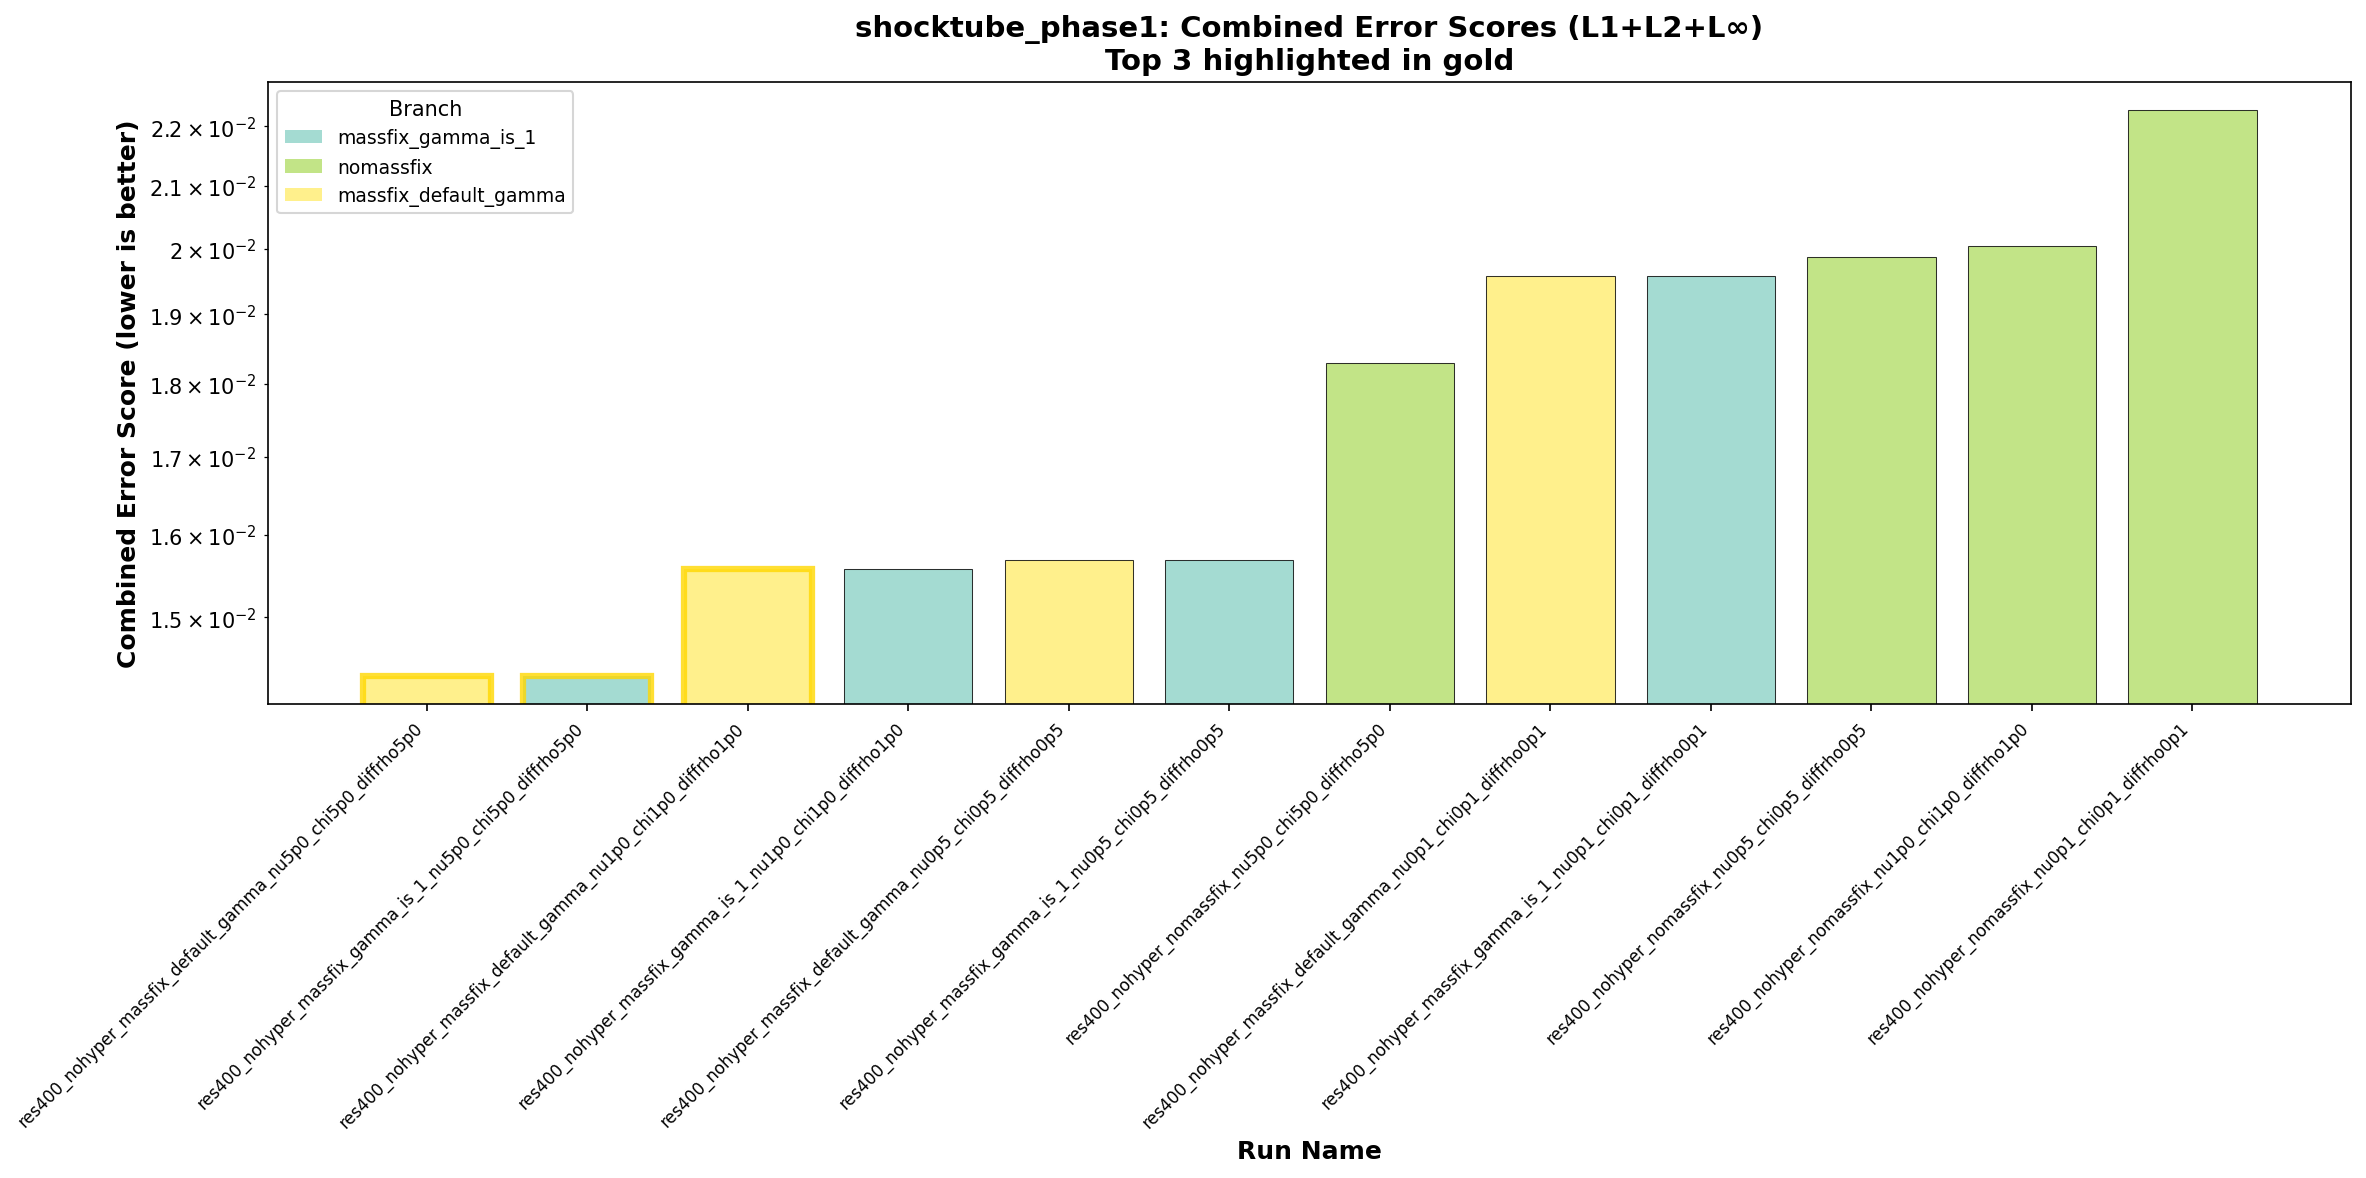 shocktube_phase1: Combined Error Scores (L1+L2+L∞)
Top 3 highlighted in gold
Combined Error Score (lower is better)
2.2 × 10⁻²
2.1 × 10⁻²
2 × 10⁻²
1.9 × 10⁻²
1.8 × 10⁻²
1.7 × 10⁻²
1.6 × 10⁻²
1.5 × 10⁻²
Branch
massfix_gamma_is_1
nomassfix
massfix_default_gamma
res400_nohyper_massfix_default_gamma_nu5p0_chi5p0_diffrho5p0
res400_nohyper_massfix_gamma_is_1_nu5p0_chi5p0_diffrho5p0
res400_nohyper_massfix_default_gamma_nu1p0_chi1p0_diffrho1p0
res400_nohyper_massfix_gamma_is_1_nu1p0_chi1p0_diffrho1p0
res400_nohyper_massfix_default_gamma_nu0p5_chi0p5_diffrho0p5
res400_nohyper_massfix_gamma_is_1_nu0p5_chi0p5_diffrho0p5
res400_nohyper_nomassfix_nu5p0_chi5p0_diffrho5p0
res400_nohyper_massfix_default_gamma_nu0p1_chi0p1_diffrho0p1
res400_nohyper_massfix_gamma_is_1_nu0p1_chi0p1_diffrho0p1
res400_nohyper_nomassfix_nu0p5_chi0p5_diffrho0p5
res400_nohyper_nomassfix_nu1p0_chi1p0_diffrho1p0
res400_nohyper_nomassfix_nu0p1_chi0p1_diffrho0p1
Run Name